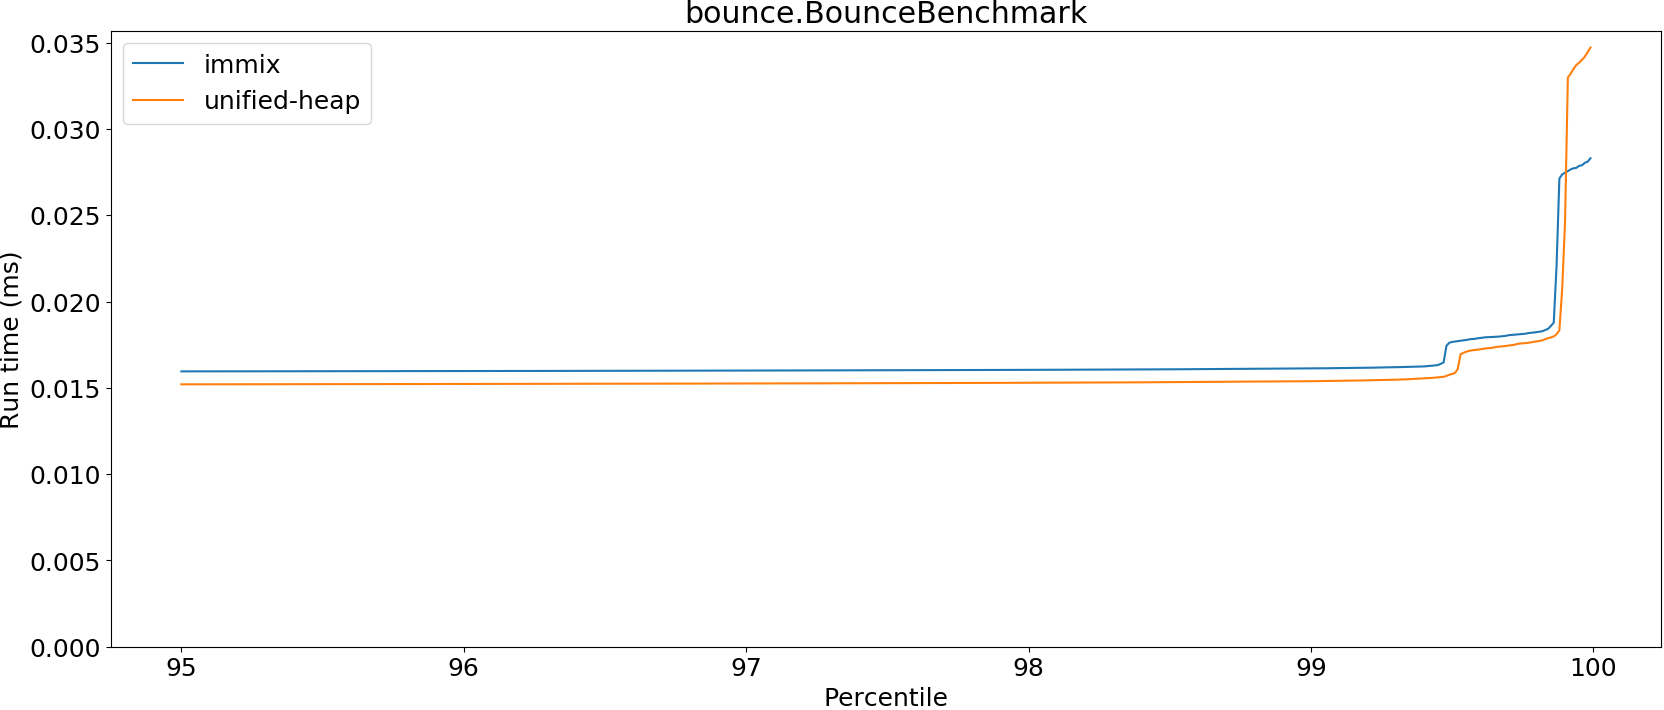 bounce.BounceBenchmark
immix
unified-heap
Run time (ms)
0.035
0.030
0.025
0.020
0.015
0.010
0.005
0.000
95 96 97 98 99 100
Percentile